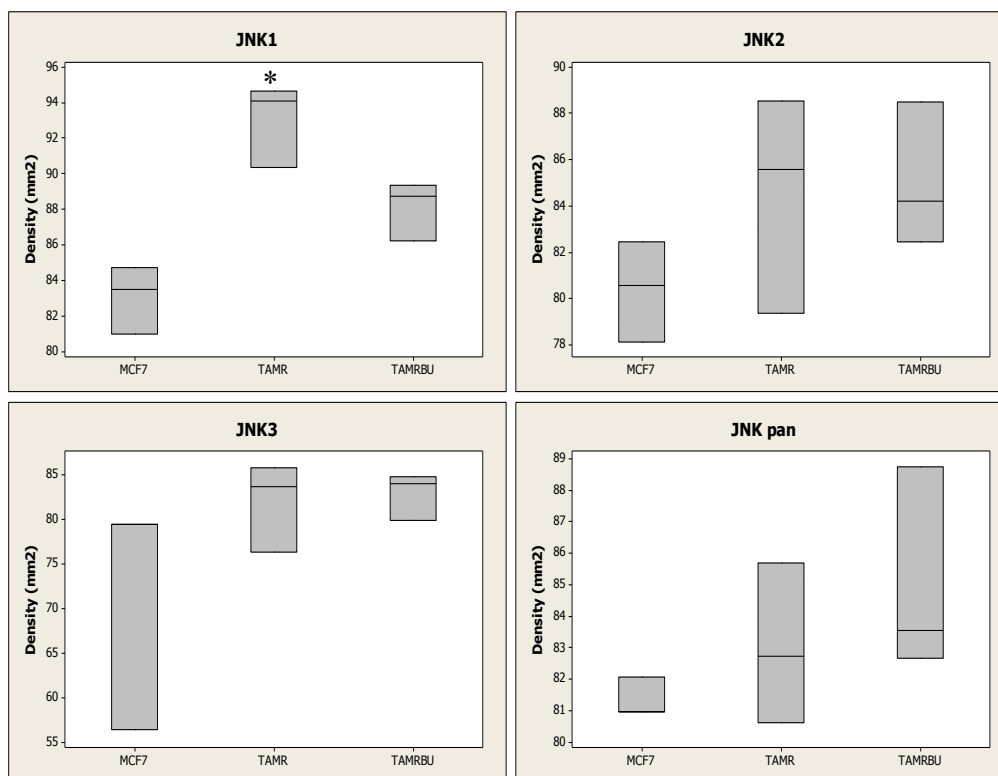 JNK1
Density (mm2)
96
94
92
90
88
86
84
82
80
*
MCF7 TAMR TAMRBU
JNK2
Density (mm2)
90
88
86
84
82
80
78
MCF7 TAMR TAMRBU
JNK3
Density (mm2)
85
80
75
70
65
60
55
MCF7 TAMR TAMRBU
JNK pan
Density (mm2)
89
88
87
86
85
84
83
82
81
80
MCF7 TAMR TAMRBU